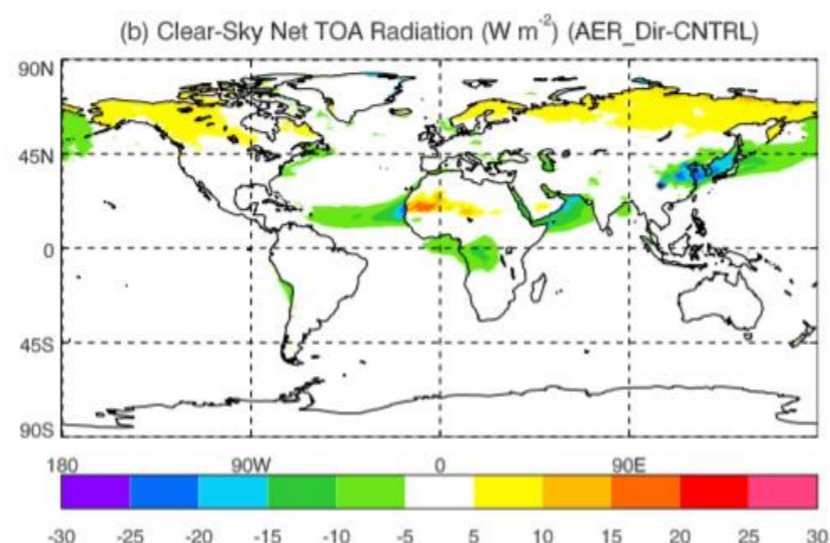 (b) Clear-Sky Net TOA Radiation (W m⁻²) (AER_Dir-CNTRL)
90N
45N
0
45S
90S
180 90W 0 90E
-30 -25 -20 -15 -10 -5 5 10 15 20 25 30